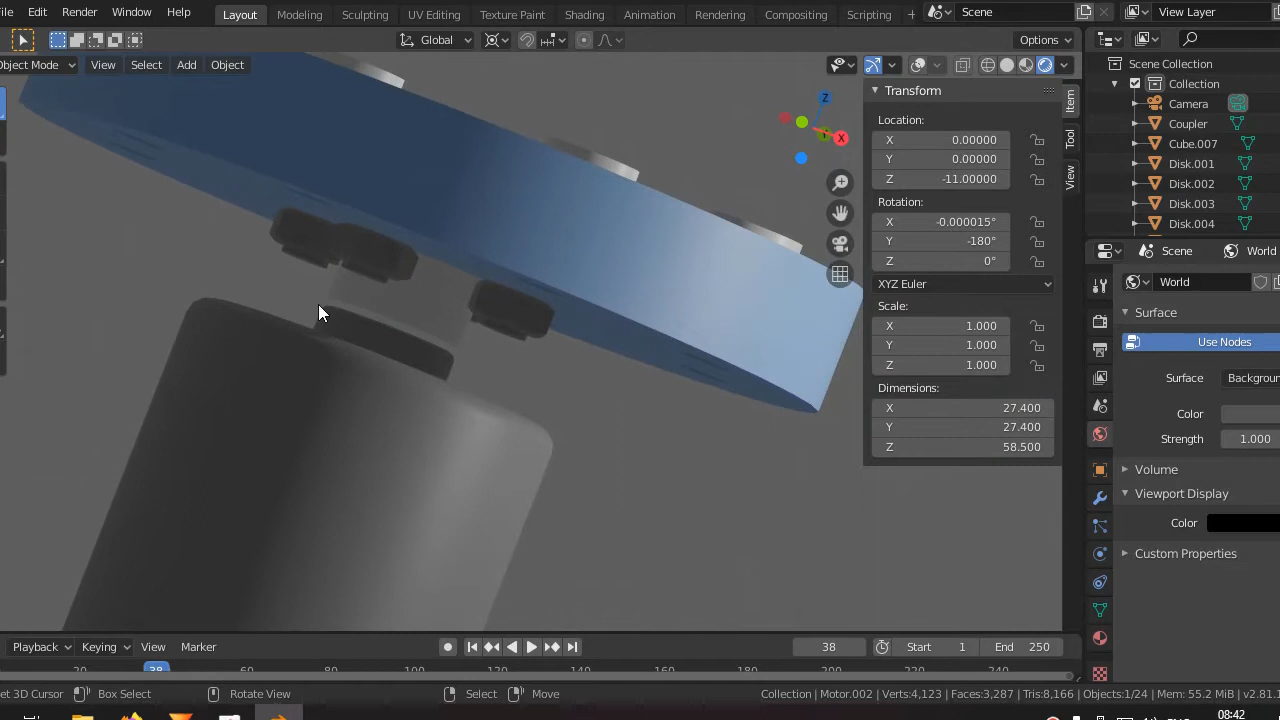 File Edit Render Window Help Layout Modeling Sculpting UV Editing Texture Paint Shading Animation Rendering Compositing Scripting + Scene View Layer
Global Options
Object Mode View Select Add Object
Scene Collection
Collection
Camera
Coupler
Cube.007
Disk.001
Disk.002
Disk.003
Disk.004
Z
X
Y
Item
Tool
View
Transform
Location:
X 0.00000
Y 0.00000
Z -11.00000
Rotation:
X -0.000015°
Y -180°
Z 0°
XYZ Euler
Scale:
X 1.000
Y 1.000
Z 1.000
Dimensions:
X 27.400
Y 27.400
Z 58.500
Scene World
World
Surface
Use Nodes
Surface Backgroun
Color
Strength 1.000
Volume
Viewport Display
Color
Custom Properties
Playback Keying View Marker 38 Start 1 End 250
20 38 60 80 100 120 140 160 180 200 220 240
et 3D Cursor Box Select Rotate View Select Move Collection | Motor.002 | Verts:4,123 | Faces:3,287 | Tris:8,166 | Objects:1/24 | Mem: 55.2 MiB | v2.81.1
08:42